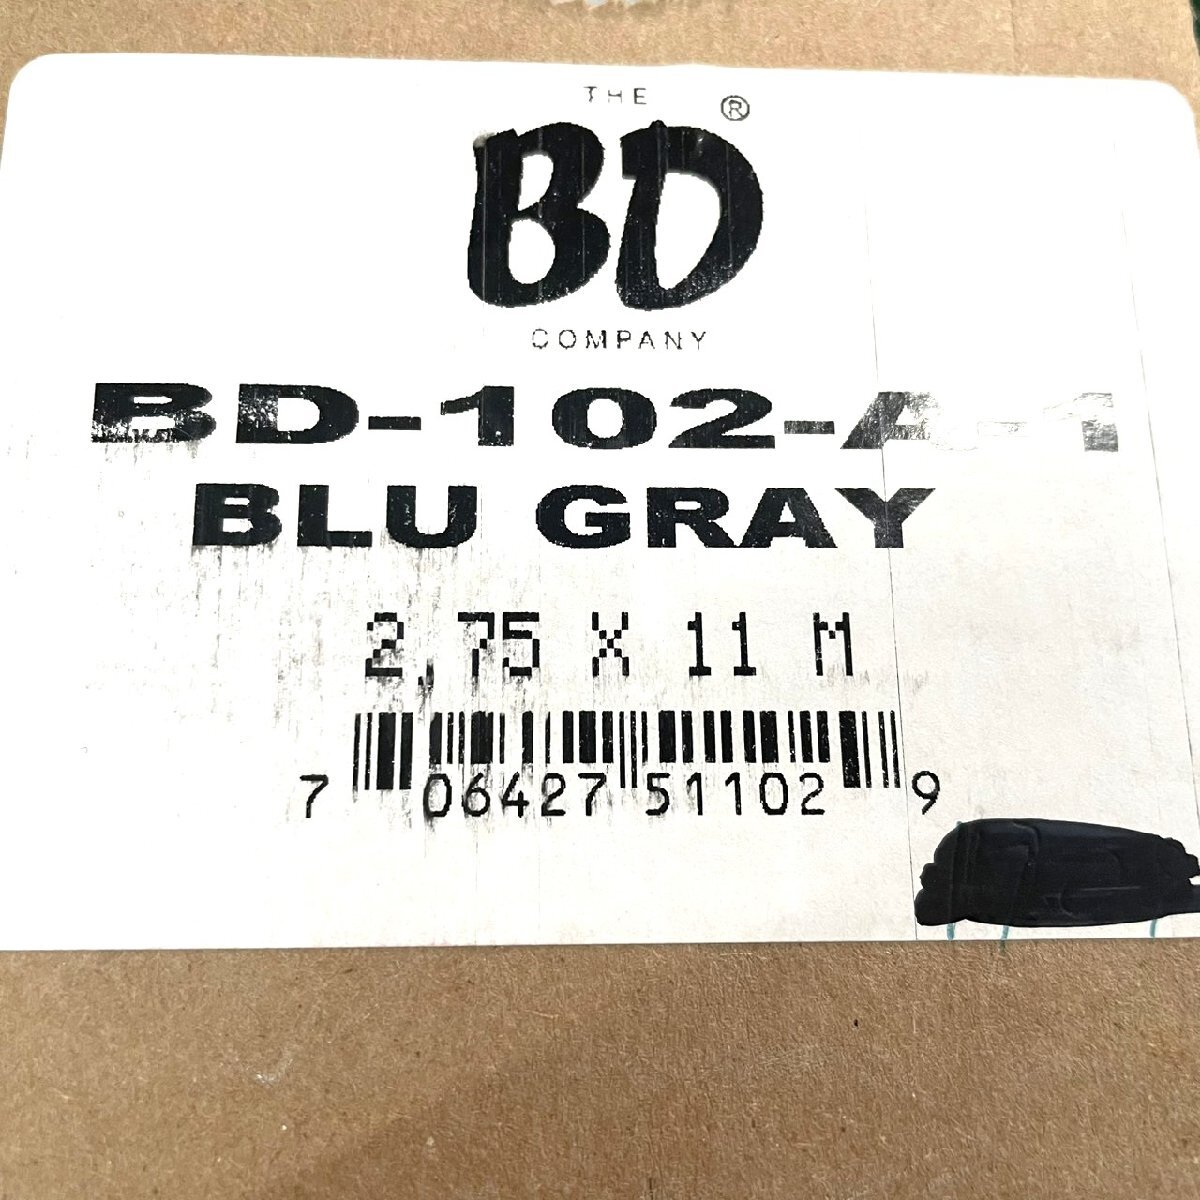 THE
BD®
COMPANY
BD-102-A-1
BLU GRAY
2,75 X 11 M
7 06427 51102 9